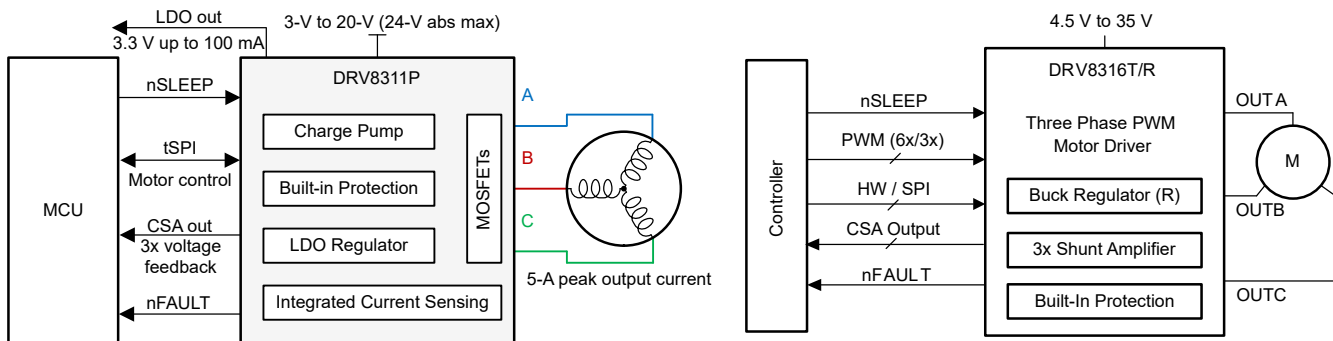 LDO out
3.3 V up to 100 mA
3-V to 20-V (24-V abs max)
DRV8311P
MCU
nSLEEP
tSPI
Motor control
CSA out
3x voltage
feedback
nFAULT
Charge Pump
Built-in Protection
LDO Regulator
Integrated Current Sensing
MOSFETs
A
B
C
5-A peak output current
4.5 V to 35 V
DRV8316T/R
Three Phase PWM
Motor Driver
Controller
nSLEEP
PWM (6x/3x)
HW / SPI
CSA Output
nFAULT
Buck Regulator (R)
3x Shunt Amplifier
Built-In Protection
OUTA
M
OUTB
OUTC